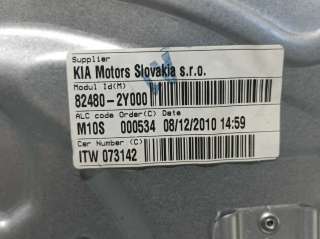 Supplier
KIA Motors Slovakia s.r.o.
Modul Id(M)
82480-2Y000
ALC code Order(C) Date
M10S 000534 08/12/2010 14:59
Car Number (C)
ITW 073142